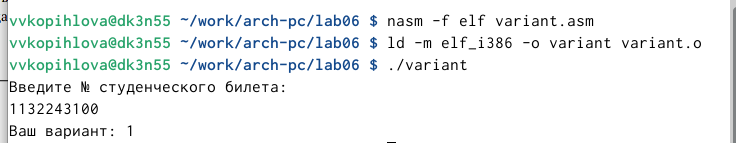 vvkopihlova@dk3n55 ~/work/arch-pc/lab06 $ nasm -f elf variant.asm
vvkopihlova@dk3n55 ~/work/arch-pc/lab06 $ ld -m elf_i386 -o variant variant.o
vvkopihlova@dk3n55 ~/work/arch-pc/lab06 $ ./variant
Введите № студенческого билета:
1132243100
Ваш вариант: 1